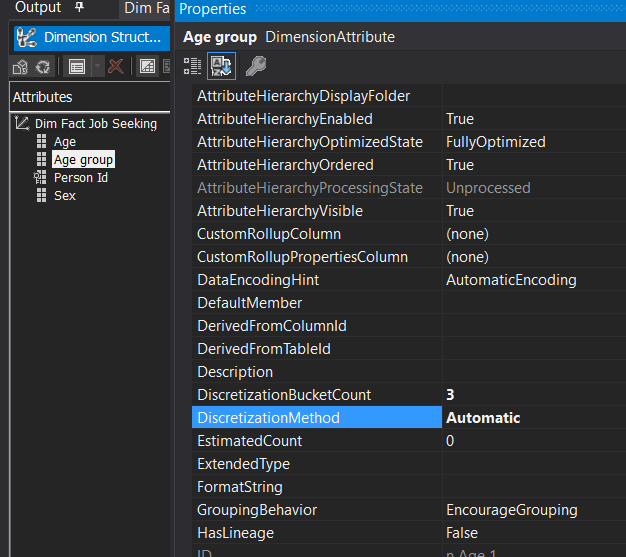 Output
Dim Fa
Dimension Struct...
Attributes
Dim Fact Job Seeking
Age
Age group
Person Id
Sex
Properties
Age group DimensionAttribute
AttributeHierarchyDisplayFolder
AttributeHierarchyEnabled True
AttributeHierarchyOptimizedState FullyOptimized
AttributeHierarchyOrdered True
AttributeHierarchyProcessingState Unprocessed
AttributeHierarchyVisible True
CustomRollupColumn (none)
CustomRollupPropertiesColumn (none)
DataEncodingHint AutomaticEncoding
DefaultMember
DerivedFromColumnId
DerivedFromTableId
Description
DiscretizationBucketCount 3
DiscretizationMethod Automatic
EstimatedCount 0
ExtendedType
FormatString
GroupingBehavior EncourageGrouping
HasLineage False
ID n Age 1